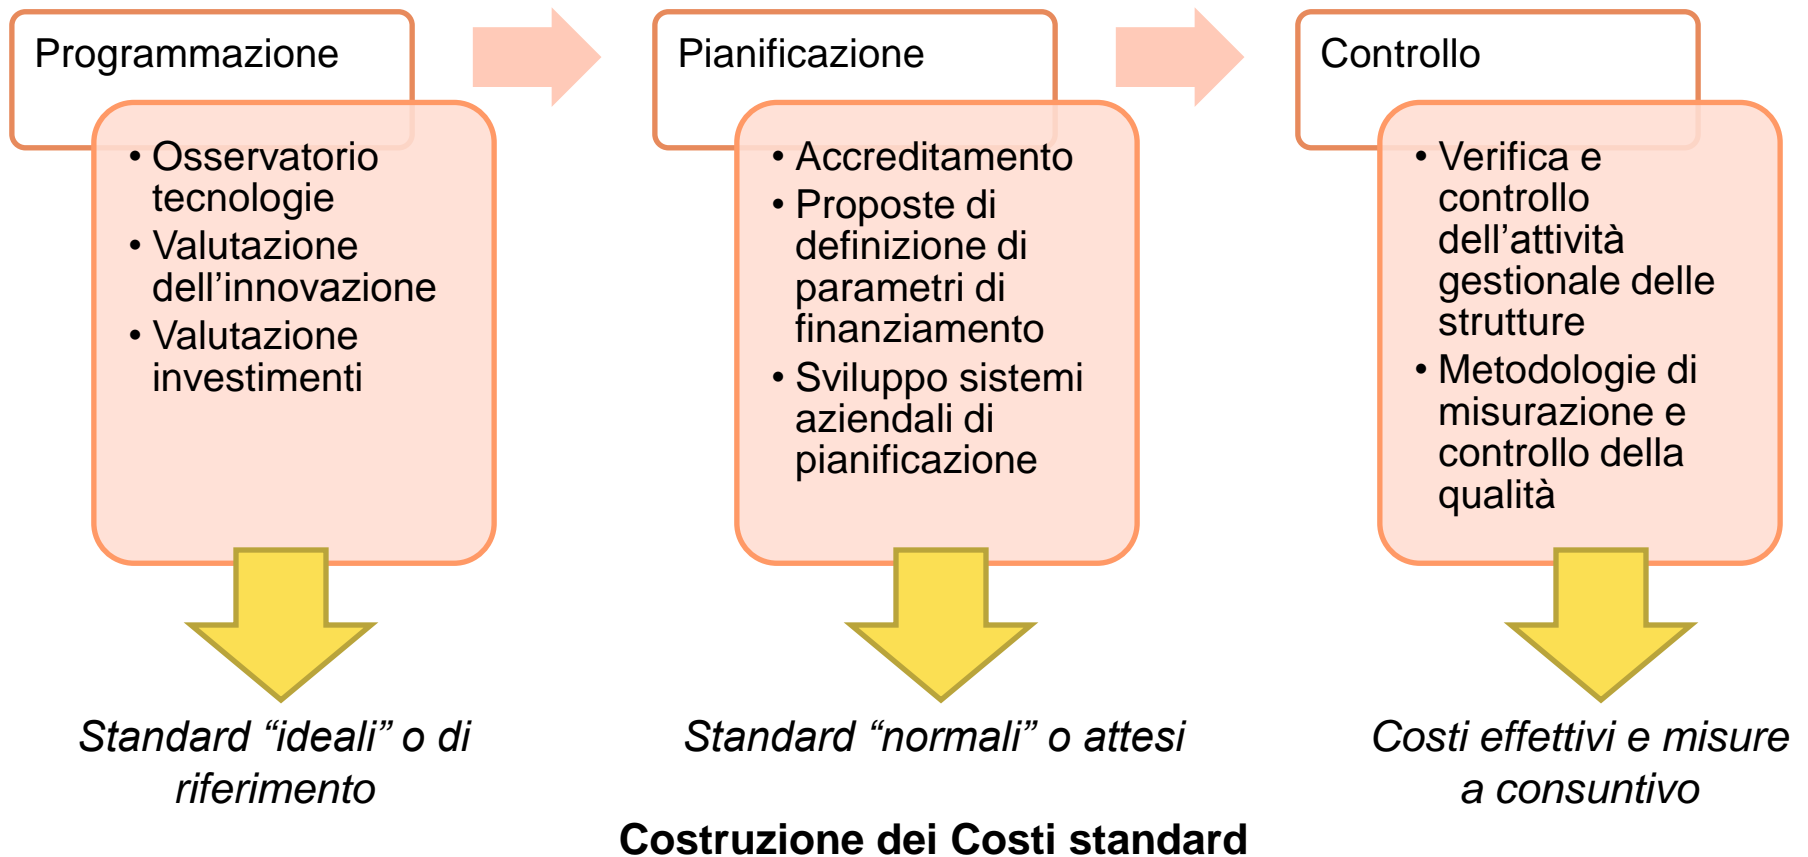 Programmazione
• Osservatorio
tecnologie
• Valutazione
dell’innovazione
• Valutazione
investimenti
Standard “ideali” o di
riferimento
Pianificazione
• Accreditamento
• Proposte di
definizione di
parametri di
finanziamento
• Sviluppo sistemi
aziendali di
pianificazione
Standard “normali” o attesi
Controllo
• Verifica e
controllo
dell’attività
gestionale delle
strutture
• Metodologie di
misurazione e
controllo della
qualità
Costi effettivi e misure
a consuntivo
Costruzione dei Costi standard